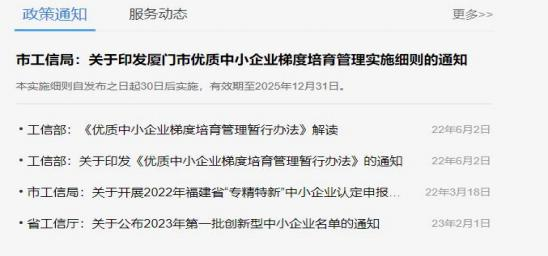 政策通知 服务动态 更多>>
市工信局：关于印发厦门市优质中小企业梯度培育管理实施细则的通知
本实施细则自发布之日起30日后实施，有效期至2025年12月31日。
·工信部：《优质中小企业梯度培育管理暂行办法》解读 22年6月2日
·工信部：关于印发《优质中小企业梯度培育管理暂行办法》的通知 22年6月2日
·市工信局：关于开展2022年福建省“专精特新”中小企业认定申报... 22年3月18日
·省工信厅：关于公布2023年第一批创新型中小企业名单的通知 23年2月1日